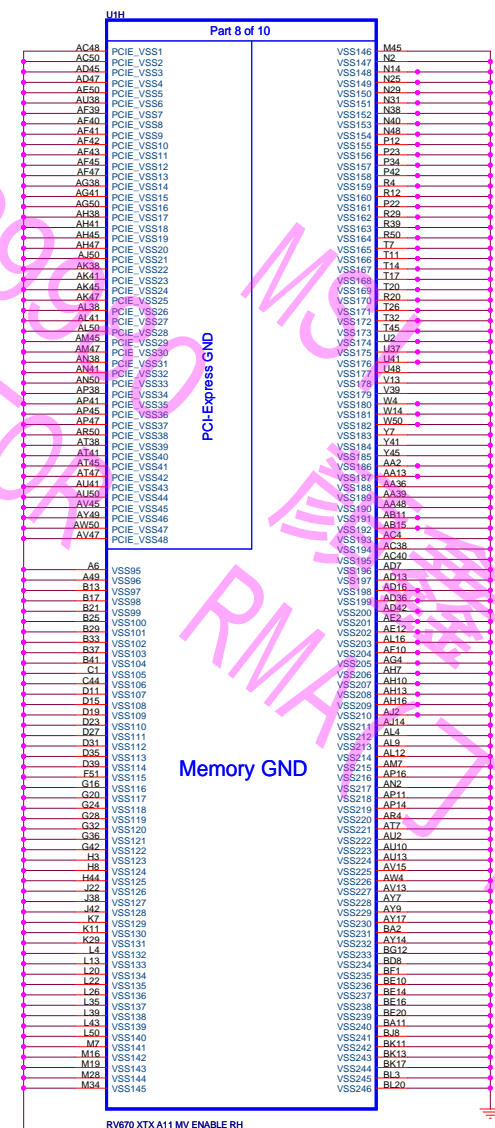 U1H
Part 8 of 10
AC48 PCIE_VSS1
AC50 PCIE_VSS2
AD45 PCIE_VSS3
AD47 PCIE_VSS4
AE50 PCIE_VSS5
AU38 PCIE_VSS6
AF39 PCIE_VSS7
AF40 PCIE_VSS8
AF41 PCIE_VSS9
AF42 PCIE_VSS10
AF43 PCIE_VSS11
AF45 PCIE_VSS12
AF47 PCIE_VSS13
AG38 PCIE_VSS14
AG41 PCIE_VSS15
AG50 PCIE_VSS16
AH38 PCIE_VSS17
AH41 PCIE_VSS18
AH45 PCIE_VSS19
AH47 PCIE_VSS20
AJ50 PCIE_VSS21
AK38 PCIE_VSS22
AK41 PCIE_VSS23
AK45 PCIE_VSS24
AK47 PCIE_VSS25
AL38 PCIE_VSS26
AL41 PCIE_VSS27
AL50 PCIE_VSS28
AM45 PCIE_VSS29
AM47 PCIE_VSS30
AN38 PCIE_VSS31
AN41 PCIE_VSS32
AN50 PCIE_VSS33
AP38 PCIE_VSS34
AP41 PCIE_VSS35
AP45 PCIE_VSS36
AP47 PCIE_VSS37
AR50 PCIE_VSS38
AT38 PCIE_VSS39
AT41 PCIE_VSS40
AT45 PCIE_VSS41
AT47 PCIE_VSS42
AU41 PCIE_VSS43
AU50 PCIE_VSS44
AV45 PCIE_VSS45
AY49 PCIE_VSS46
AW50 PCIE_VSS47
AV47 PCIE_VSS48
PCI-Express GND
A6 VSS95
A49 VSS96
B13 VSS97
B17 VSS98
B21 VSS99
B25 VSS100
B29 VSS101
B33 VSS102
B37 VSS103
B41 VSS104
C1 VSS105
C44 VSS106
D11 VSS107
D15 VSS108
D19 VSS109
D23 VSS110
D27 VSS111
D31 VSS112
D35 VSS113
D39 VSS114
F51 VSS115
G16 VSS116
G20 VSS117
G24 VSS118
G28 VSS119
G32 VSS120
G36 VSS121
G42 VSS122
H3 VSS123
H8 VSS124
H44 VSS125
J22 VSS126
J38 VSS127
J42 VSS128
K7 VSS129
K11 VSS130
K29 VSS131
L4 VSS132
L13 VSS133
L20 VSS134
L22 VSS135
L26 VSS136
L35 VSS137
L39 VSS138
L43 VSS139
L50 VSS140
M7 VSS141
M16 VSS142
M19 VSS143
M28 VSS144
M34 VSS145
Memory GND
VSS146 M45
VSS147 N2
VSS148 N14
VSS149 N25
VSS150 N29
VSS151 N31
VSS152 N38
VSS153 N40
VSS154 N48
VSS155 P12
VSS156 P23
VSS157 P34
VSS158 P42
VSS159 R4
VSS160 R12
VSS161 P22
VSS162 R29
VSS163 R39
VSS164 R50
VSS165 T7
VSS166 T11
VSS167 T14
VSS168 T17
VSS169 T20
VSS170 R20
VSS171 T26
VSS172 T32
VSS173 T45
VSS174 U2
VSS175 U37
VSS176 U41
VSS177 U48
VSS178 V13
VSS179 V39
VSS180 W4
VSS181 W14
VSS182 W50
VSS183 Y7
VSS184 Y41
VSS185 Y45
VSS186 AA2
VSS187 AA13
VSS188 AA36
VSS189 AA39
VSS190 AA48
VSS191 AB11
VSS192 AB15
VSS193 AC4
VSS194 AC38
VSS195 AC40
VSS196 AD7
VSS197 AD13
VSS198 AD16
VSS199 AD36
VSS200 AD42
VSS201 AE2
VSS202 AE12
VSS203 AL16
VSS204 AF10
VSS205 AG4
VSS206 AH7
VSS207 AH10
VSS208 AH13
VSS209 AH16
VSS210 AJ2
VSS211 AJ14
VSS212 AL4
VSS213 AL9
VSS214 AL12
VSS215 AM7
VSS216 AP16
VSS217 AN2
VSS218 AP11
VSS219 AP14
VSS220 AR4
VSS221 AT7
VSS222 AU2
VSS223 AU10
VSS224 AU13
VSS225 AV15
VSS226 AW4
VSS227 AV13
VSS228 AY7
VSS229 AY9
VSS230 AY17
VSS231 BA2
VSS232 AY14
VSS233 BG12
VSS234 BD8
VSS235 BF1
VSS236 BE10
VSS237 BE14
VSS238 BE16
VSS239 BE20
VSS240 BA11
VSS241 BJ8
VSS242 BK11
VSS243 BK13
VSS244 BK17
VSS245 BL3
VSS246 BL20
RV670 XTX A11 MV ENABLE RH
MSI
顏鑫
RMA